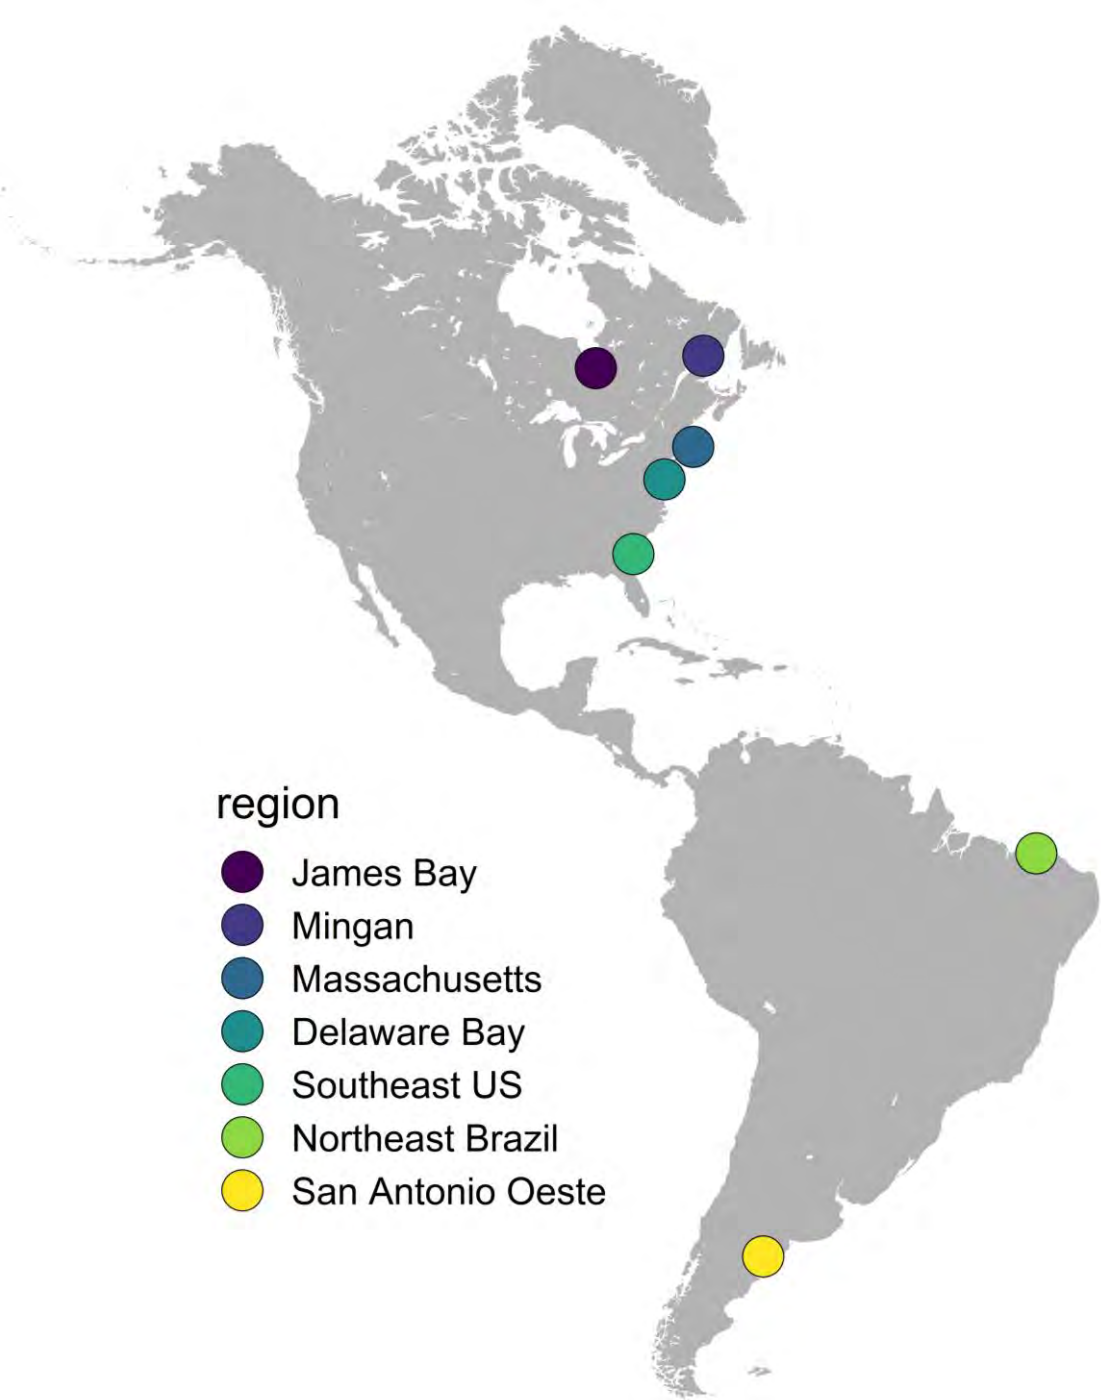 region
James Bay
Mingan
Massachusetts
Delaware Bay
Southeast US
Northeast Brazil
San Antonio Oeste